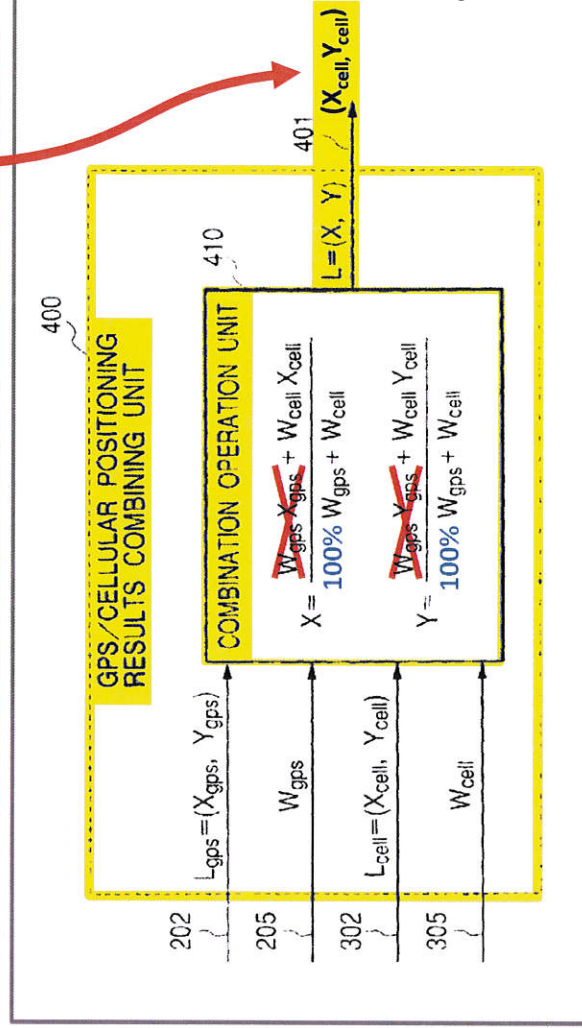 400
GPS/CELLULAR POSITIONING
RESULTS COMBINING UNIT
410
COMBINATION OPERATION UNIT
X = Wgps Xgps + Wcell Xcell
100% Wgps + Wcell
Y = Wgps Ygps + Wcell Ycell
100% Wgps + Wcell
202
Lgps=(Xgps, Ygps)
205
Wgps
302
Lcell=(Xcell, Ycell)
305
Wcell
L=(X, Y)
401
(Xcell,Ycell)